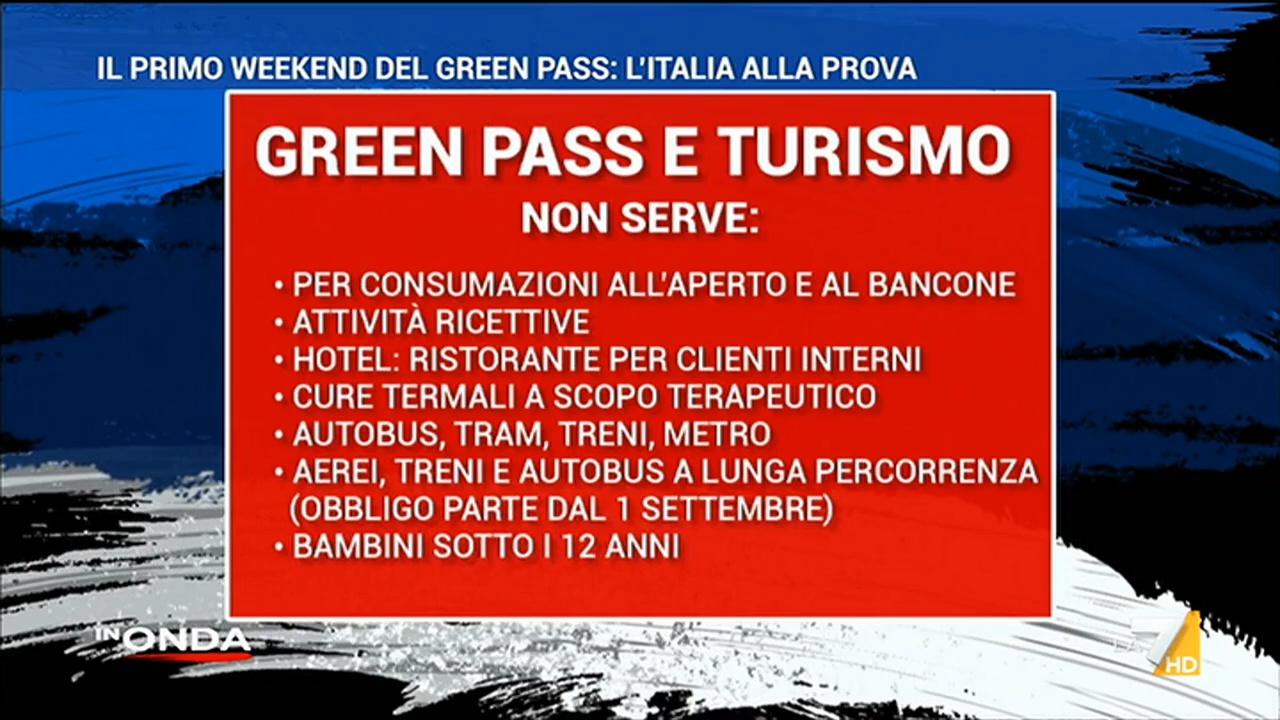 IL PRIMO WEEKEND DEL GREEN PASS: L'ITALIA ALLA PROVA
GREEN PASS E TURISMO
NON SERVE:
• PER CONSUMAZIONI ALL'APERTO E AL BANCONE
• ATTIVITÀ RICETTIVE
• HOTEL: RISTORANTE PER CLIENTI INTERNI
• CURE TERMALI A SCOPO TERAPEUTICO
• AUTOBUS, TRAM, TRENI, METRO
• AEREI, TRENI E AUTOBUS A LUNGA PERCORRENZA
(OBBLIGO PARTE DAL 1 SETTEMBRE)
• BAMBINI SOTTO I 12 ANNI
IN ONDA
7 HD